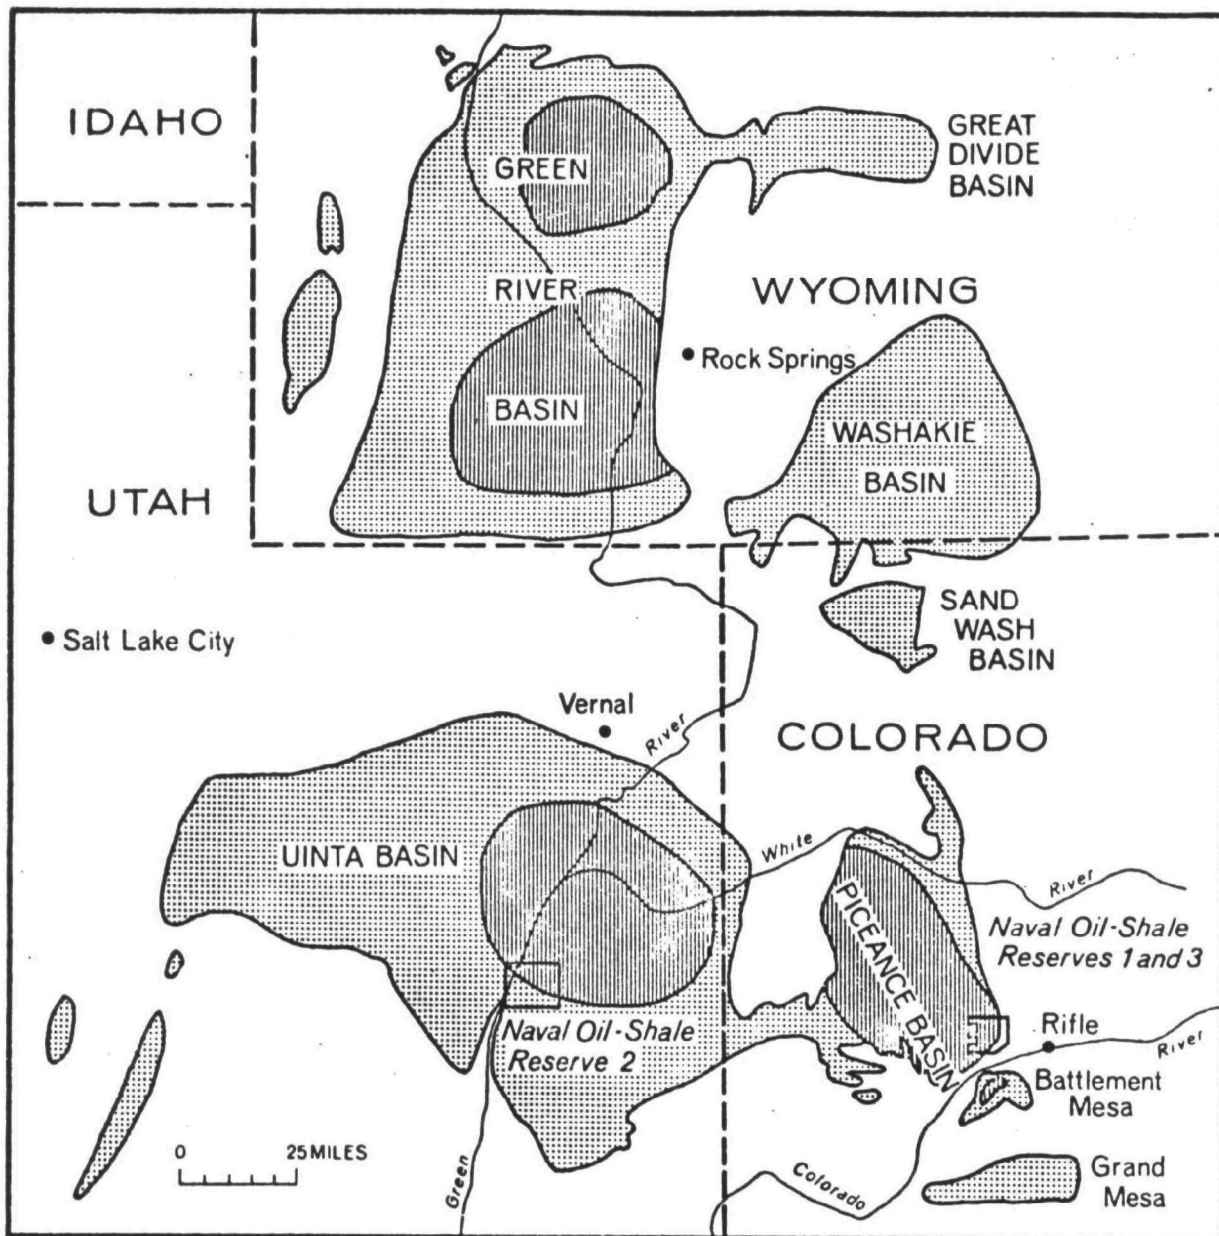 IDAHO
GREEN
GREAT
DIVIDE
BASIN
RIVER
WYOMING
Rock Springs
BASIN
WASHAKIE
BASIN
UTAH
SAND
WASH
BASIN
Salt Lake City
Vernal
River
COLORADO
UINTA BASIN
White
River
PICEANCE BASIN
Naval Oil-Shale
Reserves 1 and 3
Naval Oil-Shale
Reserve 2
Rifle
River
Battlement
Mesa
0 25 MILES
Green
Colorado
Grand
Mesa